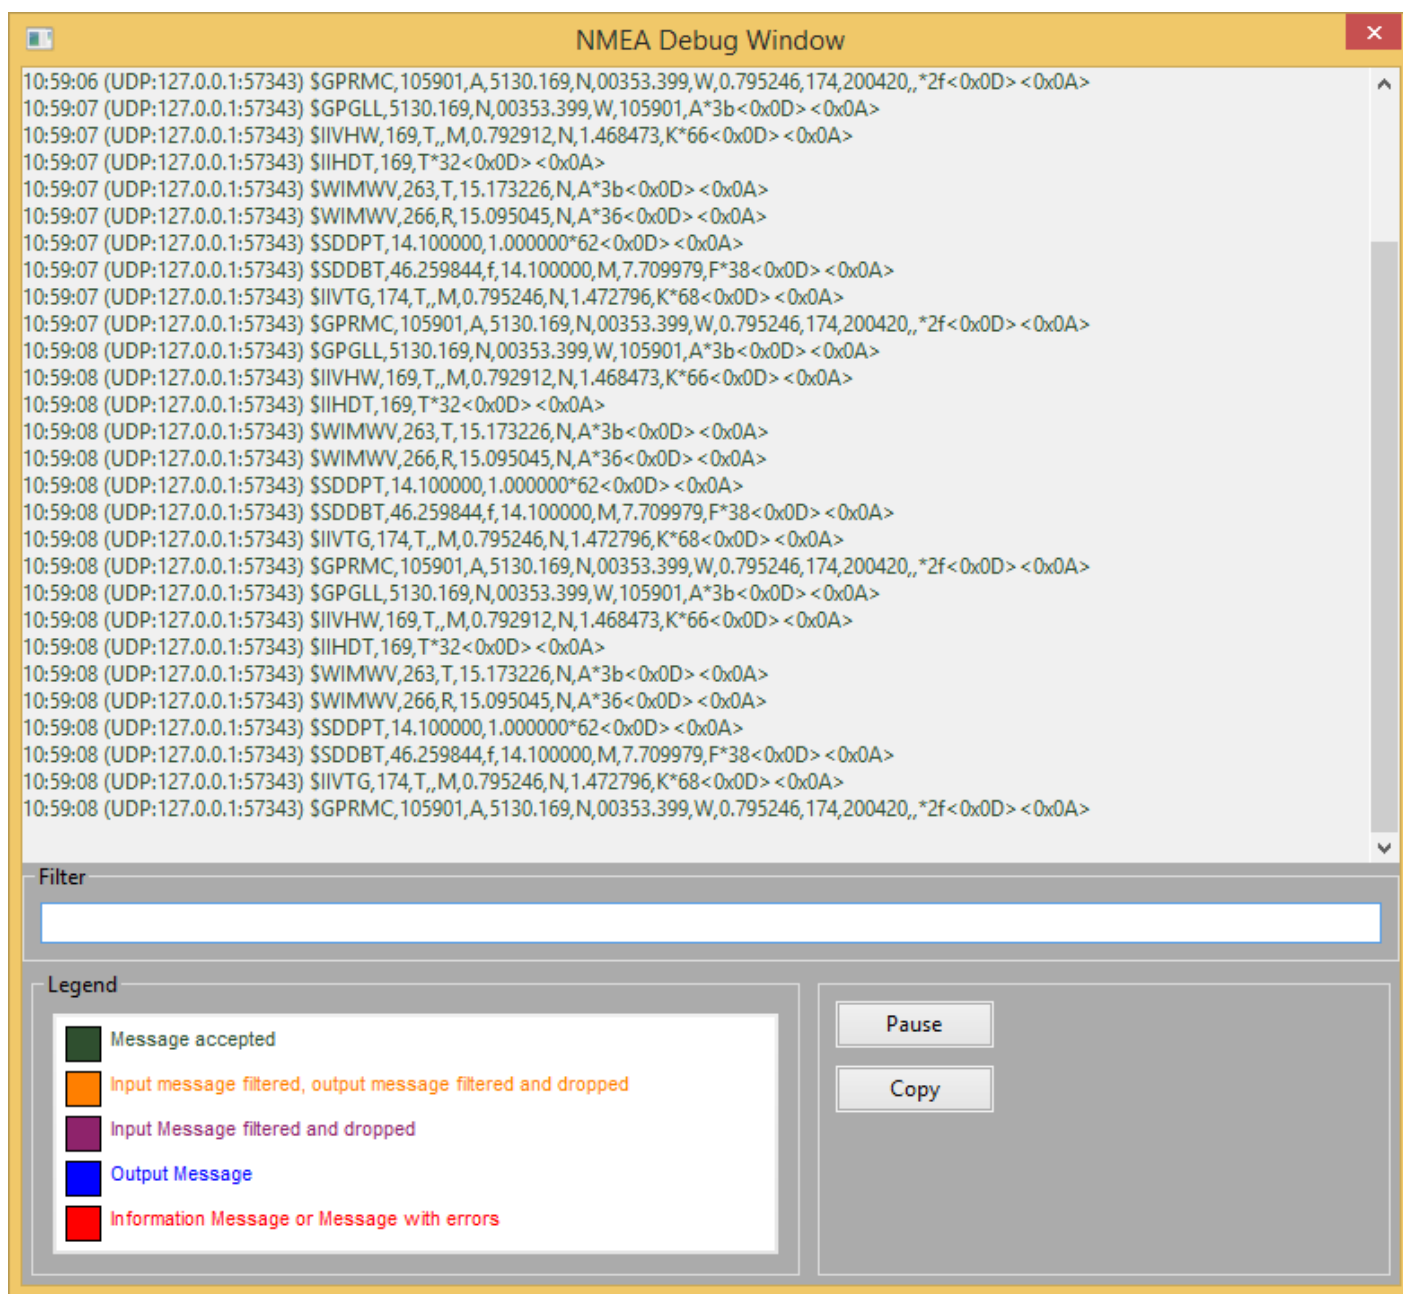 NMEA Debug Window
10:59:06 (UDP:127.0.0.1:57343) $GPRMC,105901,A,5130.169,N,00353.399,W,0.795246,174,200420,,*2f<0x0D><0x0A>
10:59:07 (UDP:127.0.0.1:57343) $GPGLL,5130.169,N,00353.399,W,105901,A*3b<0x0D><0x0A>
10:59:07 (UDP:127.0.0.1:57343) $IIVHW,169,T,,M,0.792912,N,1.468473,K*66<0x0D><0x0A>
10:59:07 (UDP:127.0.0.1:57343) $IIHDT,169,T*32<0x0D><0x0A>
10:59:07 (UDP:127.0.0.1:57343) $WIMWV,263,T,15.173226,N,A*3b<0x0D><0x0A>
10:59:07 (UDP:127.0.0.1:57343) $WIMWV,266,R,15.095045,N,A*36<0x0D><0x0A>
10:59:07 (UDP:127.0.0.1:57343) $SDDPT,14.100000,1.000000*62<0x0D><0x0A>
10:59:07 (UDP:127.0.0.1:57343) $SDDBT,46.259844,f,14.100000,M,7.709979,F*38<0x0D><0x0A>
10:59:07 (UDP:127.0.0.1:57343) $IIVTG,174,T,,M,0.795246,N,1.472796,K*68<0x0D><0x0A>
10:59:07 (UDP:127.0.0.1:57343) $GPRMC,105901,A,5130.169,N,00353.399,W,0.795246,174,200420,,*2f<0x0D><0x0A>
10:59:08 (UDP:127.0.0.1:57343) $GPGLL,5130.169,N,00353.399,W,105901,A*3b<0x0D><0x0A>
10:59:08 (UDP:127.0.0.1:57343) $IIVHW,169,T,,M,0.792912,N,1.468473,K*66<0x0D><0x0A>
10:59:08 (UDP:127.0.0.1:57343) $IIHDT,169,T*32<0x0D><0x0A>
10:59:08 (UDP:127.0.0.1:57343) $WIMWV,263,T,15.173226,N,A*3b<0x0D><0x0A>
10:59:08 (UDP:127.0.0.1:57343) $WIMWV,266,R,15.095045,N,A*36<0x0D><0x0A>
10:59:08 (UDP:127.0.0.1:57343) $SDDPT,14.100000,1.000000*62<0x0D><0x0A>
10:59:08 (UDP:127.0.0.1:57343) $SDDBT,46.259844,f,14.100000,M,7.709979,F*38<0x0D><0x0A>
10:59:08 (UDP:127.0.0.1:57343) $IIVTG,174,T,,M,0.795246,N,1.472796,K*68<0x0D><0x0A>
10:59:08 (UDP:127.0.0.1:57343) $GPRMC,105901,A,5130.169,N,00353.399,W,0.795246,174,200420,,*2f<0x0D><0x0A>
10:59:08 (UDP:127.0.0.1:57343) $GPGLL,5130.169,N,00353.399,W,105901,A*3b<0x0D><0x0A>
10:59:08 (UDP:127.0.0.1:57343) $IIVHW,169,T,,M,0.792912,N,1.468473,K*66<0x0D><0x0A>
10:59:08 (UDP:127.0.0.1:57343) $IIHDT,169,T*32<0x0D><0x0A>
10:59:08 (UDP:127.0.0.1:57343) $WIMWV,263,T,15.173226,N,A*3b<0x0D><0x0A>
10:59:08 (UDP:127.0.0.1:57343) $WIMWV,266,R,15.095045,N,A*36<0x0D><0x0A>
10:59:08 (UDP:127.0.0.1:57343) $SDDPT,14.100000,1.000000*62<0x0D><0x0A>
10:59:08 (UDP:127.0.0.1:57343) $SDDBT,46.259844,f,14.100000,M,7.709979,F*38<0x0D><0x0A>
10:59:08 (UDP:127.0.0.1:57343) $IIVTG,174,T,,M,0.795246,N,1.472796,K*68<0x0D><0x0A>
10:59:08 (UDP:127.0.0.1:57343) $GPRMC,105901,A,5130.169,N,00353.399,W,0.795246,174,200420,,*2f<0x0D><0x0A>
Filter
Legend
Message accepted
Input message filtered, output message filtered and dropped
Input Message filtered and dropped
Output Message
Information Message or Message with errors
Pause
Copy